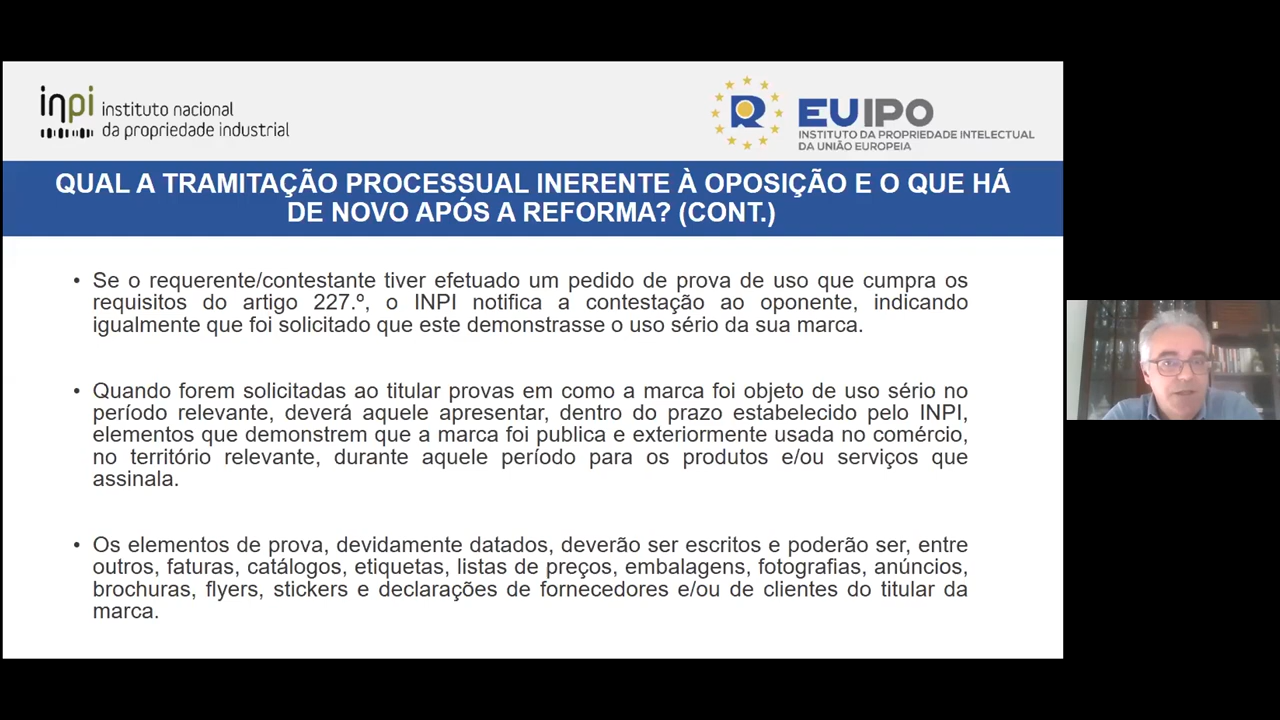 inpi instituto nacional
da propriedade industrial
EUIPO
INSTITUTO DA PROPRIEDADE INTELECTUAL
DA UNIÃO EUROPEIA
QUAL A TRAMITAÇÃO PROCESSUAL INERENTE À OPOSIÇÃO E O QUE HÁ
DE NOVO APÓS A REFORMA? (CONT.)
• Se o requerente/contestante tiver efetuado um pedido de prova de uso que cumpra os
requisitos do artigo 227.º, o INPI notifica a contestação ao oponente, indicando
igualmente que foi solicitado que este demonstrasse o uso sério da sua marca.
• Quando forem solicitadas ao titular provas em como a marca foi objeto de uso sério no
período relevante, deverá aquele apresentar, dentro do prazo estabelecido pelo INPI,
elementos que demonstrem que a marca foi publica e exteriormente usada no comércio,
no território relevante, durante aquele período para os produtos e/ou serviços que
assinala.
• Os elementos de prova, devidamente datados, deverão ser escritos e poderão ser, entre
outros, faturas, catálogos, etiquetas, listas de preços, embalagens, fotografias, anúncios,
brochuras, flyers, stickers e declarações de fornecedores e/ou de clientes do titular da
marca.